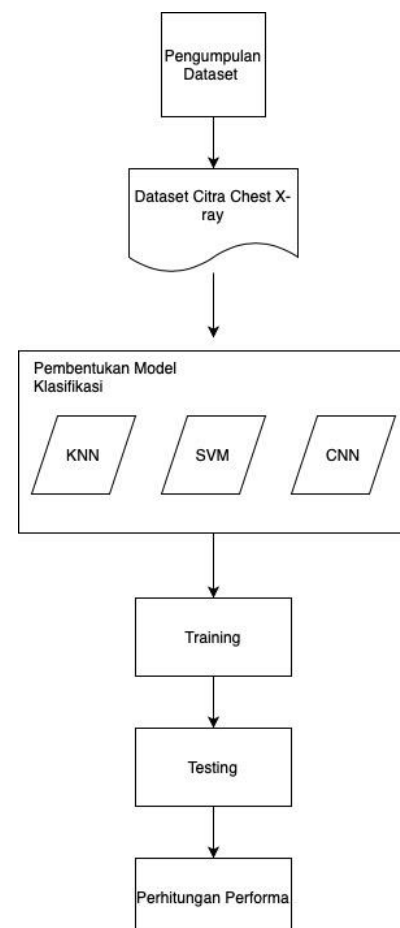 Pengumpulan
Dataset
Dataset Citra Chest X-
ray
Pembentukan Model
Klasifikasi
KNN
SVM
CNN
Training
Testing
Perhitungan Performa